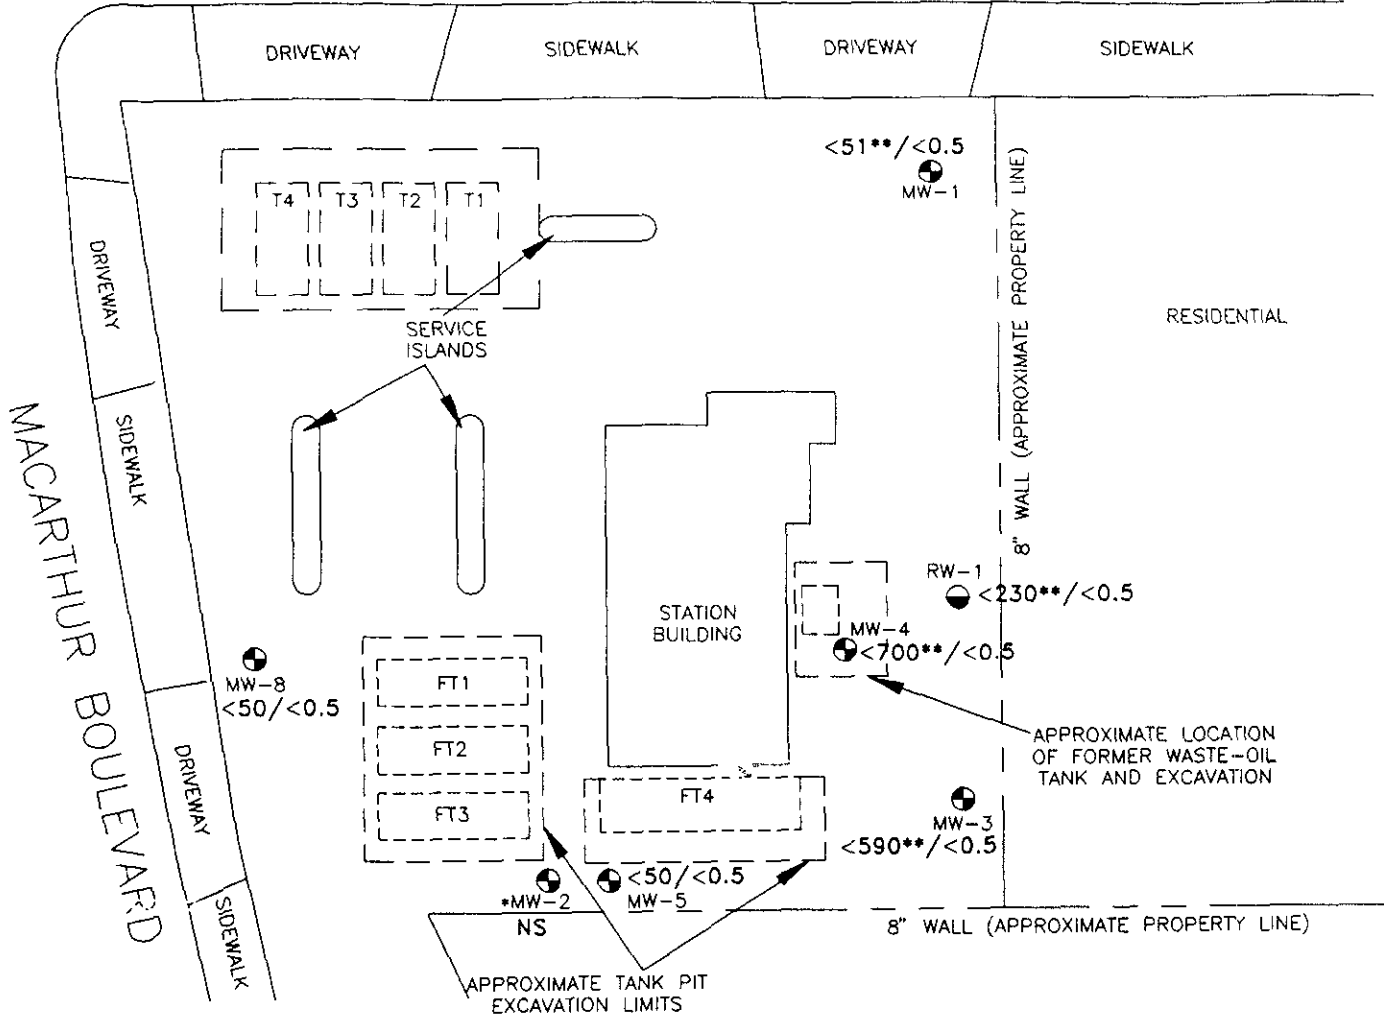 DRIVEWAY
SIDEWALK
DRIVEWAY
SIDEWALK
<51**/<0.5
MW-1
T4
T3
T2
T1
DRIVEWAY
SERVICE
ISLANDS
8" WALL (APPROXIMATE PROPERTY LINE)
RESIDENTIAL
SIDEWALK
MACARTHUR BOULEVARD
STATION
BUILDING
RW-1
<230**/<0.5
MW-4
<700**/<0.5
MW-8
<50/<0.5
FT1
FT2
FT3
FT4
DRIVEWAY
APPROXIMATE LOCATION
OF FORMER WASTE-OIL
TANK AND EXCAVATION
MW-3
<590**/<0.5
<50/<0.5
MW-5
*MW-2
NS
SIDEWALK
8" WALL (APPROXIMATE PROPERTY LINE)
APPROXIMATE TANK PIT
EXCAVATION LIMITS